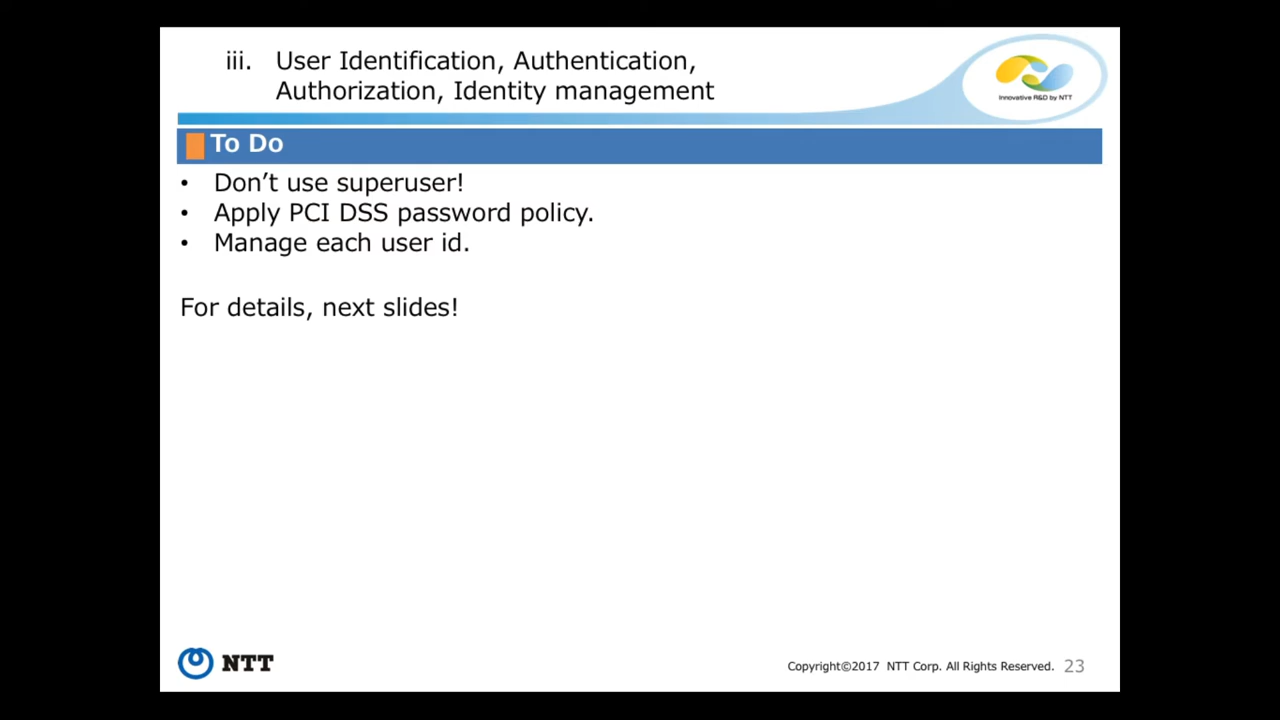 iii. User Identification, Authentication,
Authorization, Identity management
Innovative R&D by NTT
To Do
• Don’t use superuser!
• Apply PCI DSS password policy.
• Manage each user id.
For details, next slides!
NTT
Copyright©2017 NTT Corp. All Rights Reserved. 23